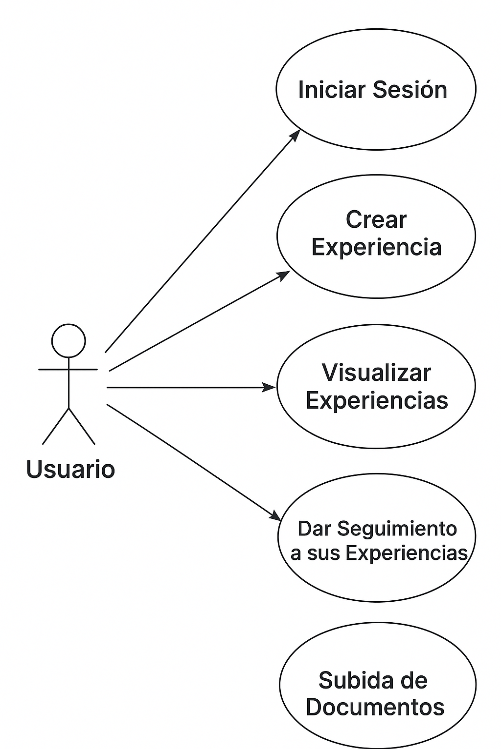 Iniciar Sesión
Crear
Experiencia
Visualizar
Experiencias
Usuario
Dar Seguimiento
a sus Experiencias
Subida de
Documentos